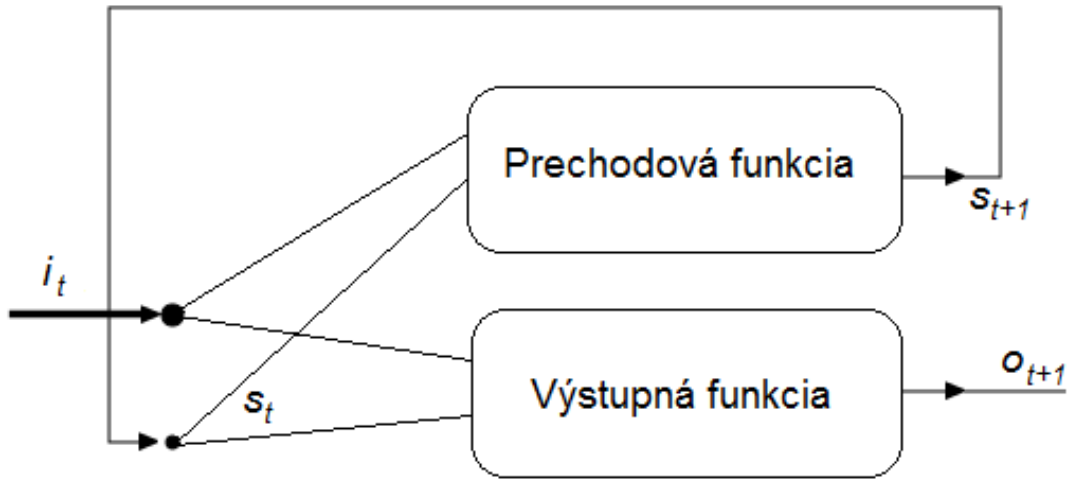 Prechodová funkcia
s_{t+1}
i_t
s_t
Výstupná funkcia
o_{t+1}